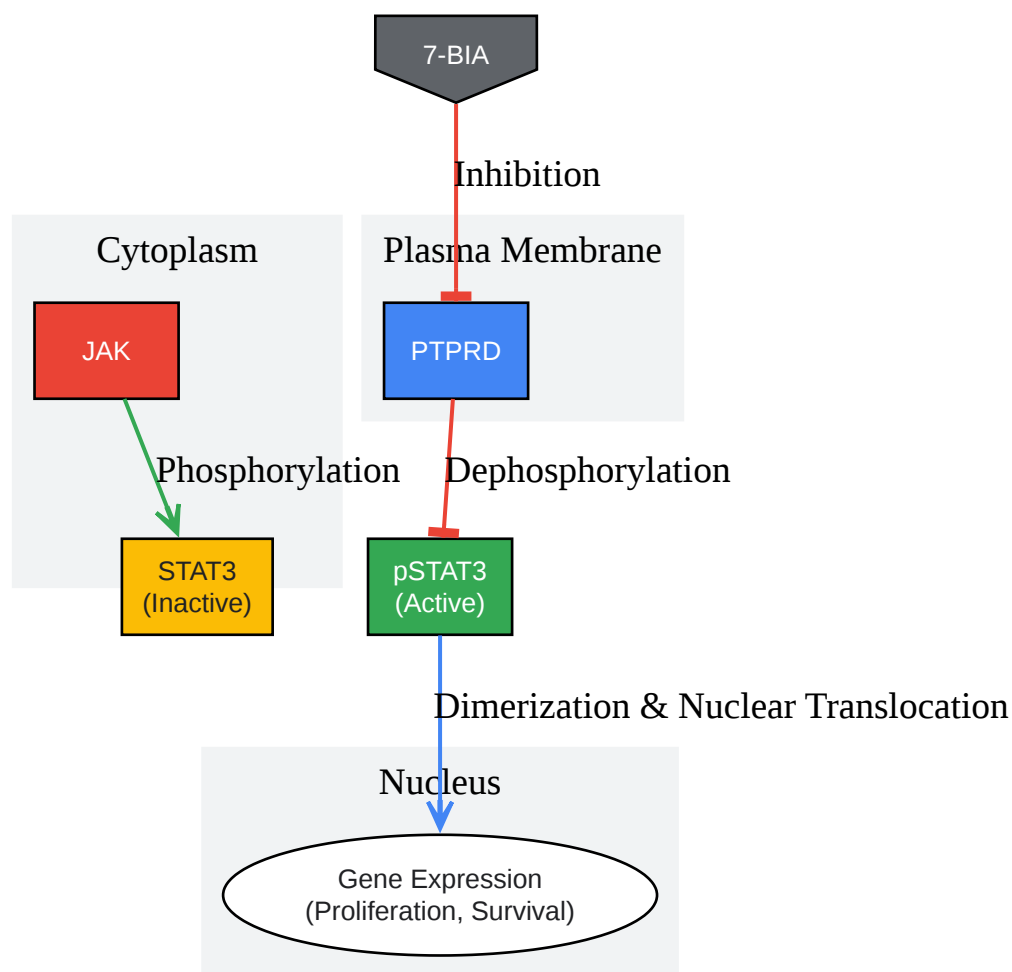 7-BIA
Inhibition
Cytoplasm
Plasma Membrane
JAK
PTPRD
Phosphorylation
Dephosphorylation
STAT3
(Inactive)
pSTAT3
(Active)
Dimerization & Nuclear Translocation
Nucleus
Gene Expression
(Proliferation, Survival)